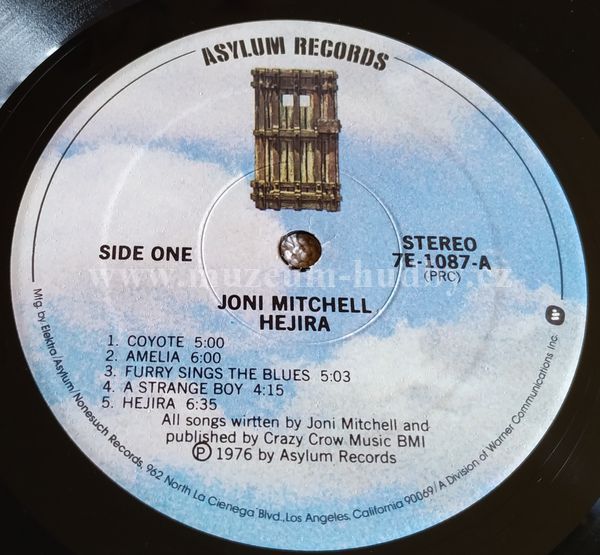 ASYLUM RECORDS
SIDE ONE
STEREO
7E-1087-A
(PRC)
www.muzeum-hudby.cz
JONI MITCHELL
HEJIRA
1. COYOTE 5:00
2. AMELIA 6:00
3. FURRY SINGS THE BLUES 5:03
4. A STRANGE BOY 4:15
5. HEJIRA 6:35
All songs wirtten by Joni Mitchell and
published by Crazy Crow Music BMI
Ⓟ 1976 by Asylum Records
Mfg by Elektra/Asylum/Nonesuch Records, 962 North La Cienega Blvd., Los Angeles, California 90069/A Division of Warner Communications Inc.